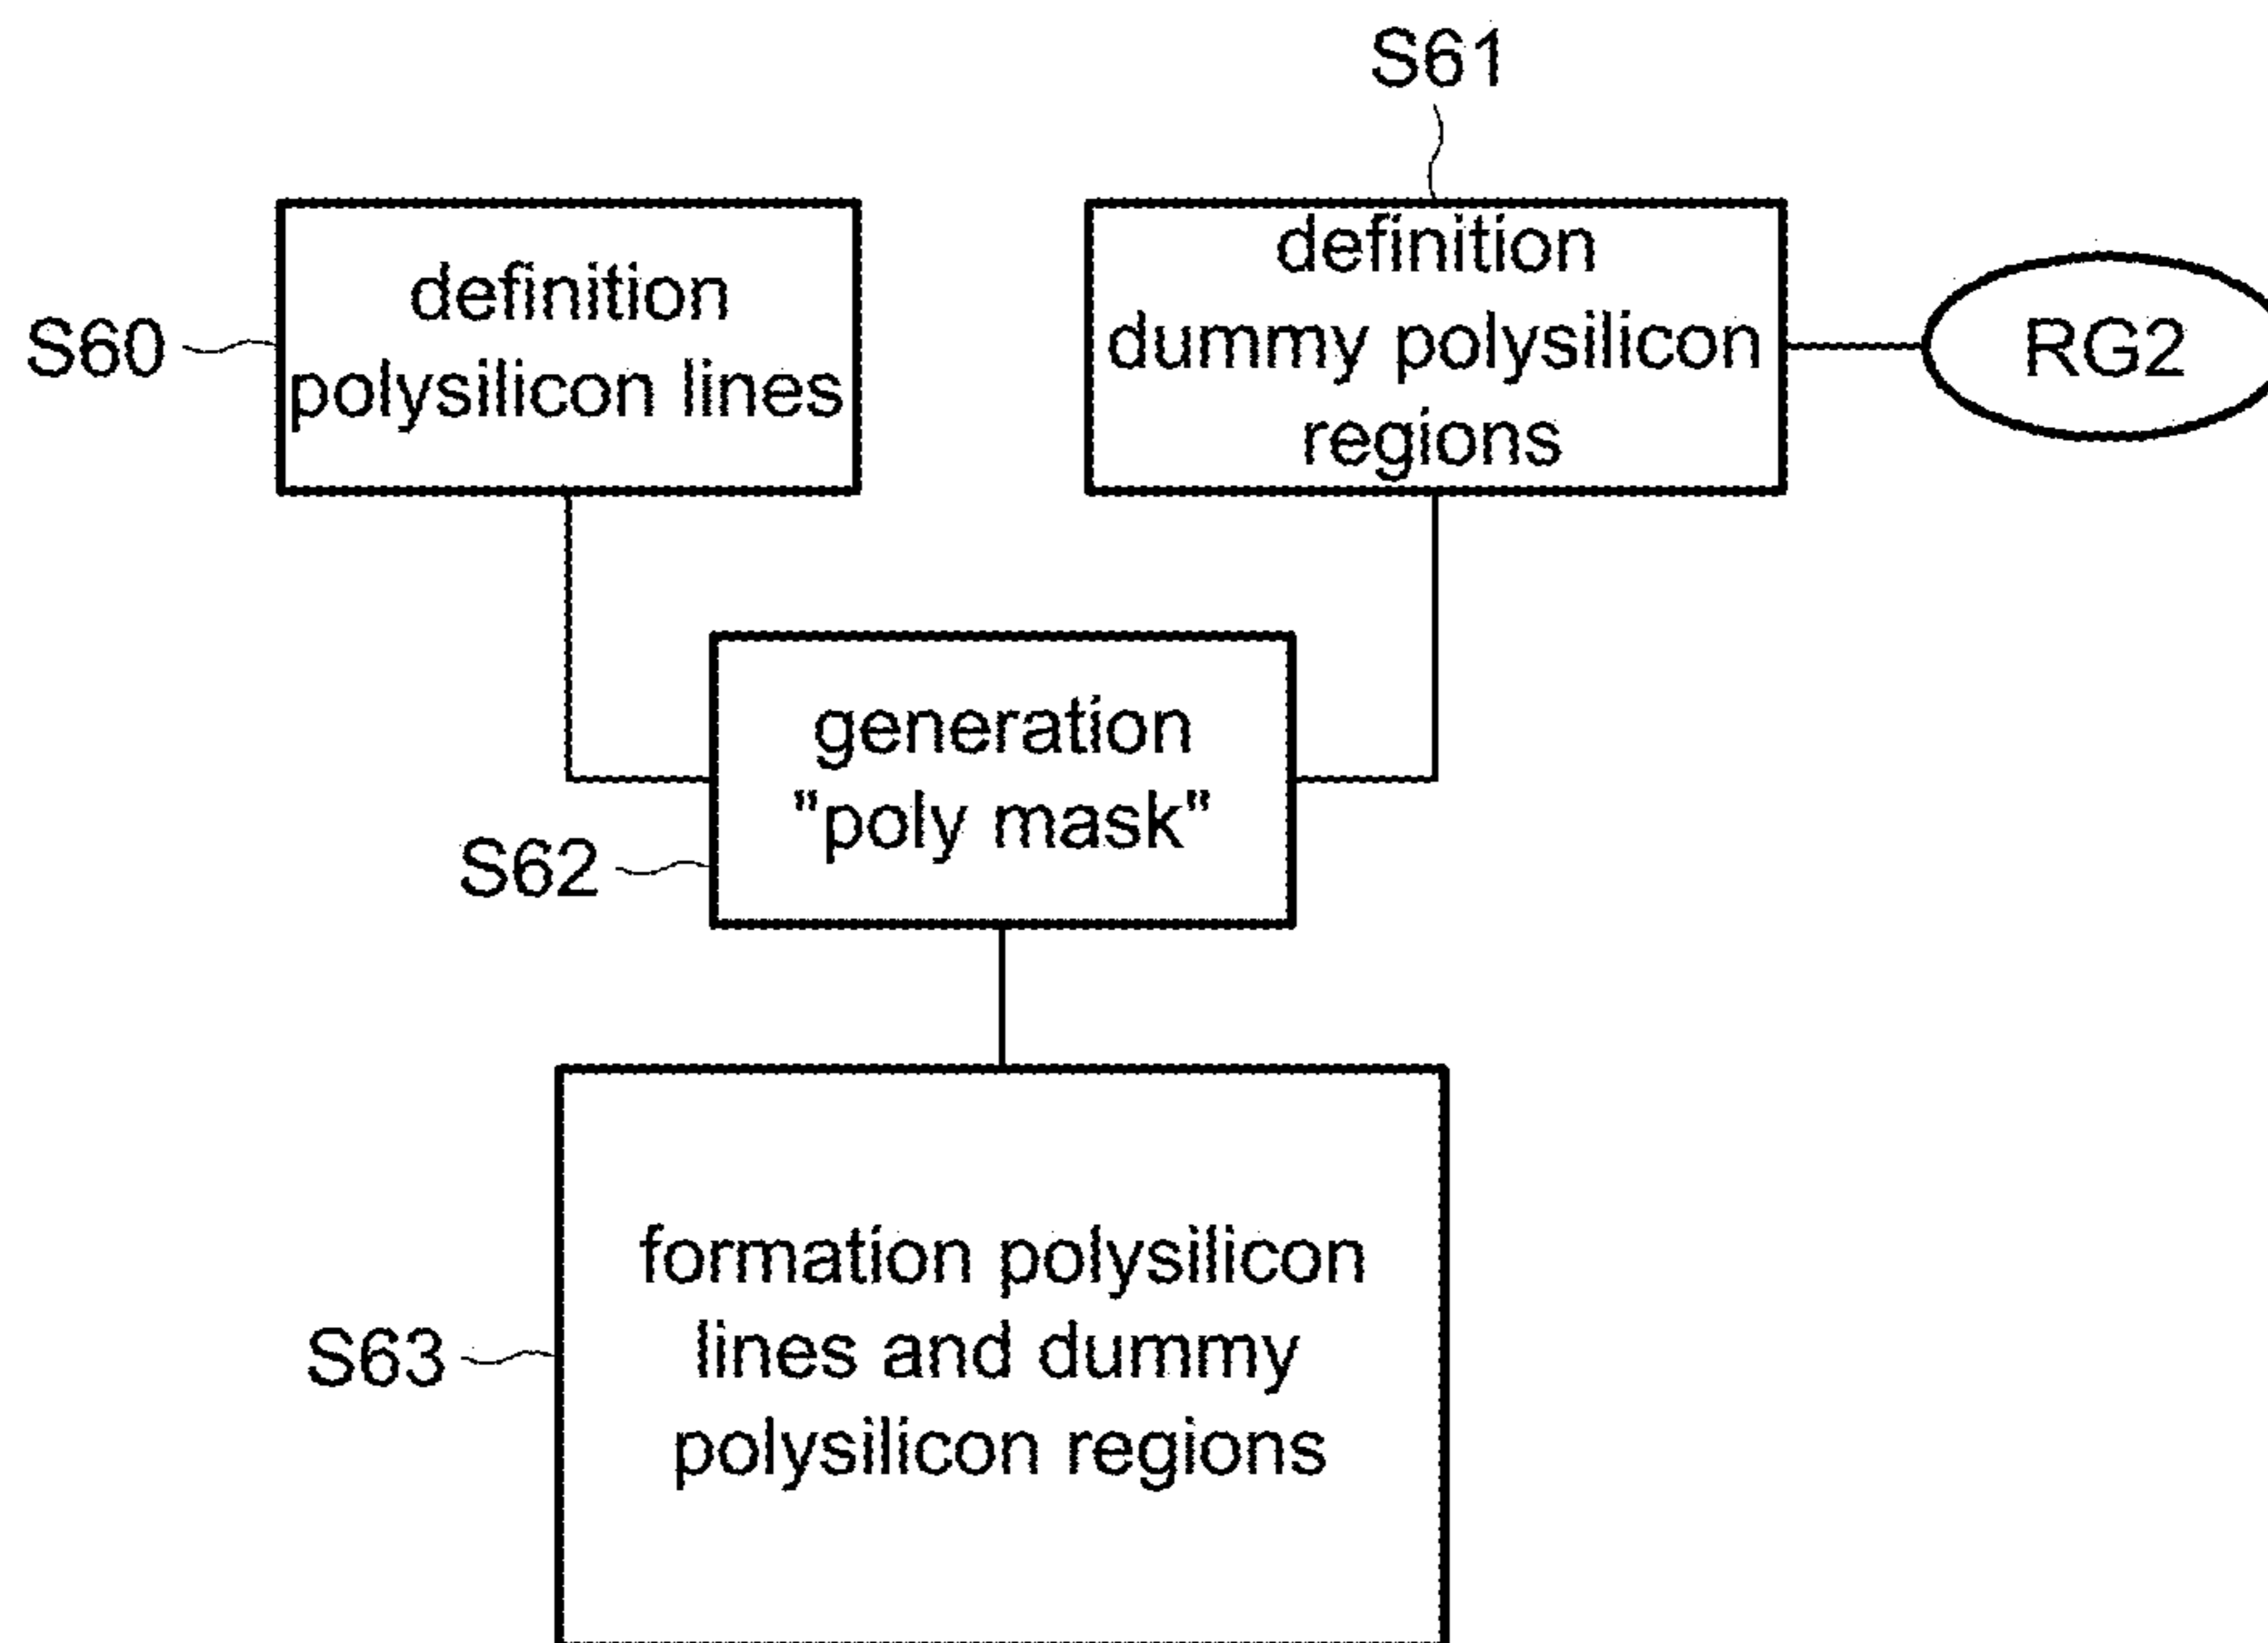 S61
definition
polysilicon lines
S60
definition
dummy polysilicon
regions
RG2
generation
"poly mask"
S62
formation polysilicon
lines and dummy
polysilicon regions
S63